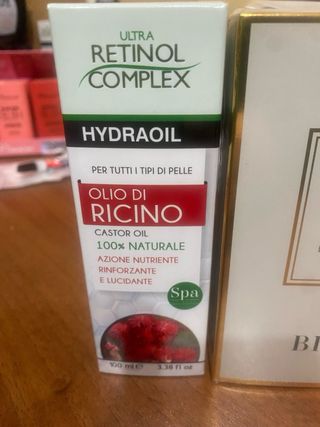 ULTRA
RETINOL
COMPLEX
HYDRAOIL
PER TUTTI I TIPI DI PELLE
OLIO DI
RICINO
CASTOR OIL
100% NATURALE
AZIONE NUTRIENTE
RINFORZANTE
E LUCIDANTE
Spa
100 ml e 3.38 fl oz